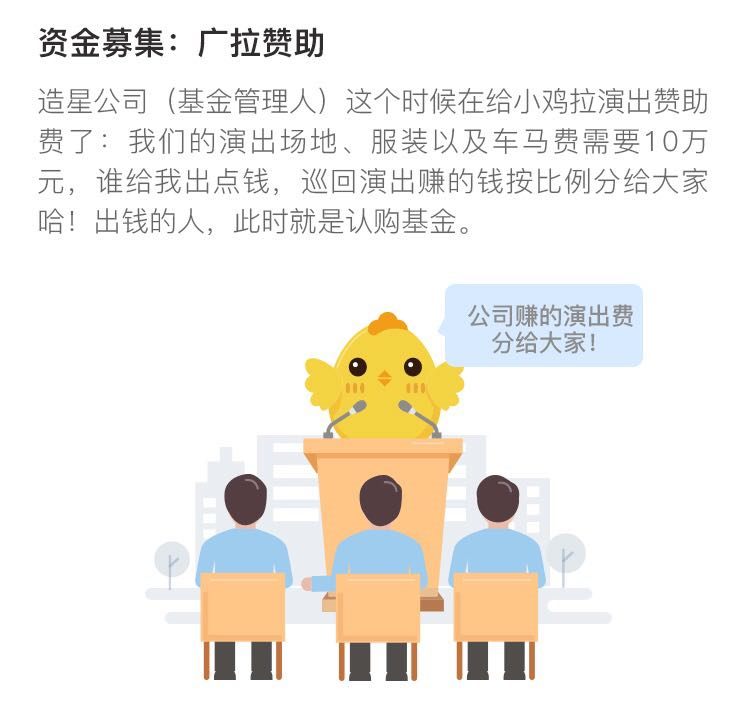 资金募集：广拉赞助
造星公司（基金管理人）这个时候在给小鸡拉演出赞助
费了：我们的演出场地、服装以及车马费需要10万
元，谁给我出点钱，巡回演出赚的钱按比例分给大家
哈！出钱的人，此时就是认购基金。
公司赚的演出费
分给大家！